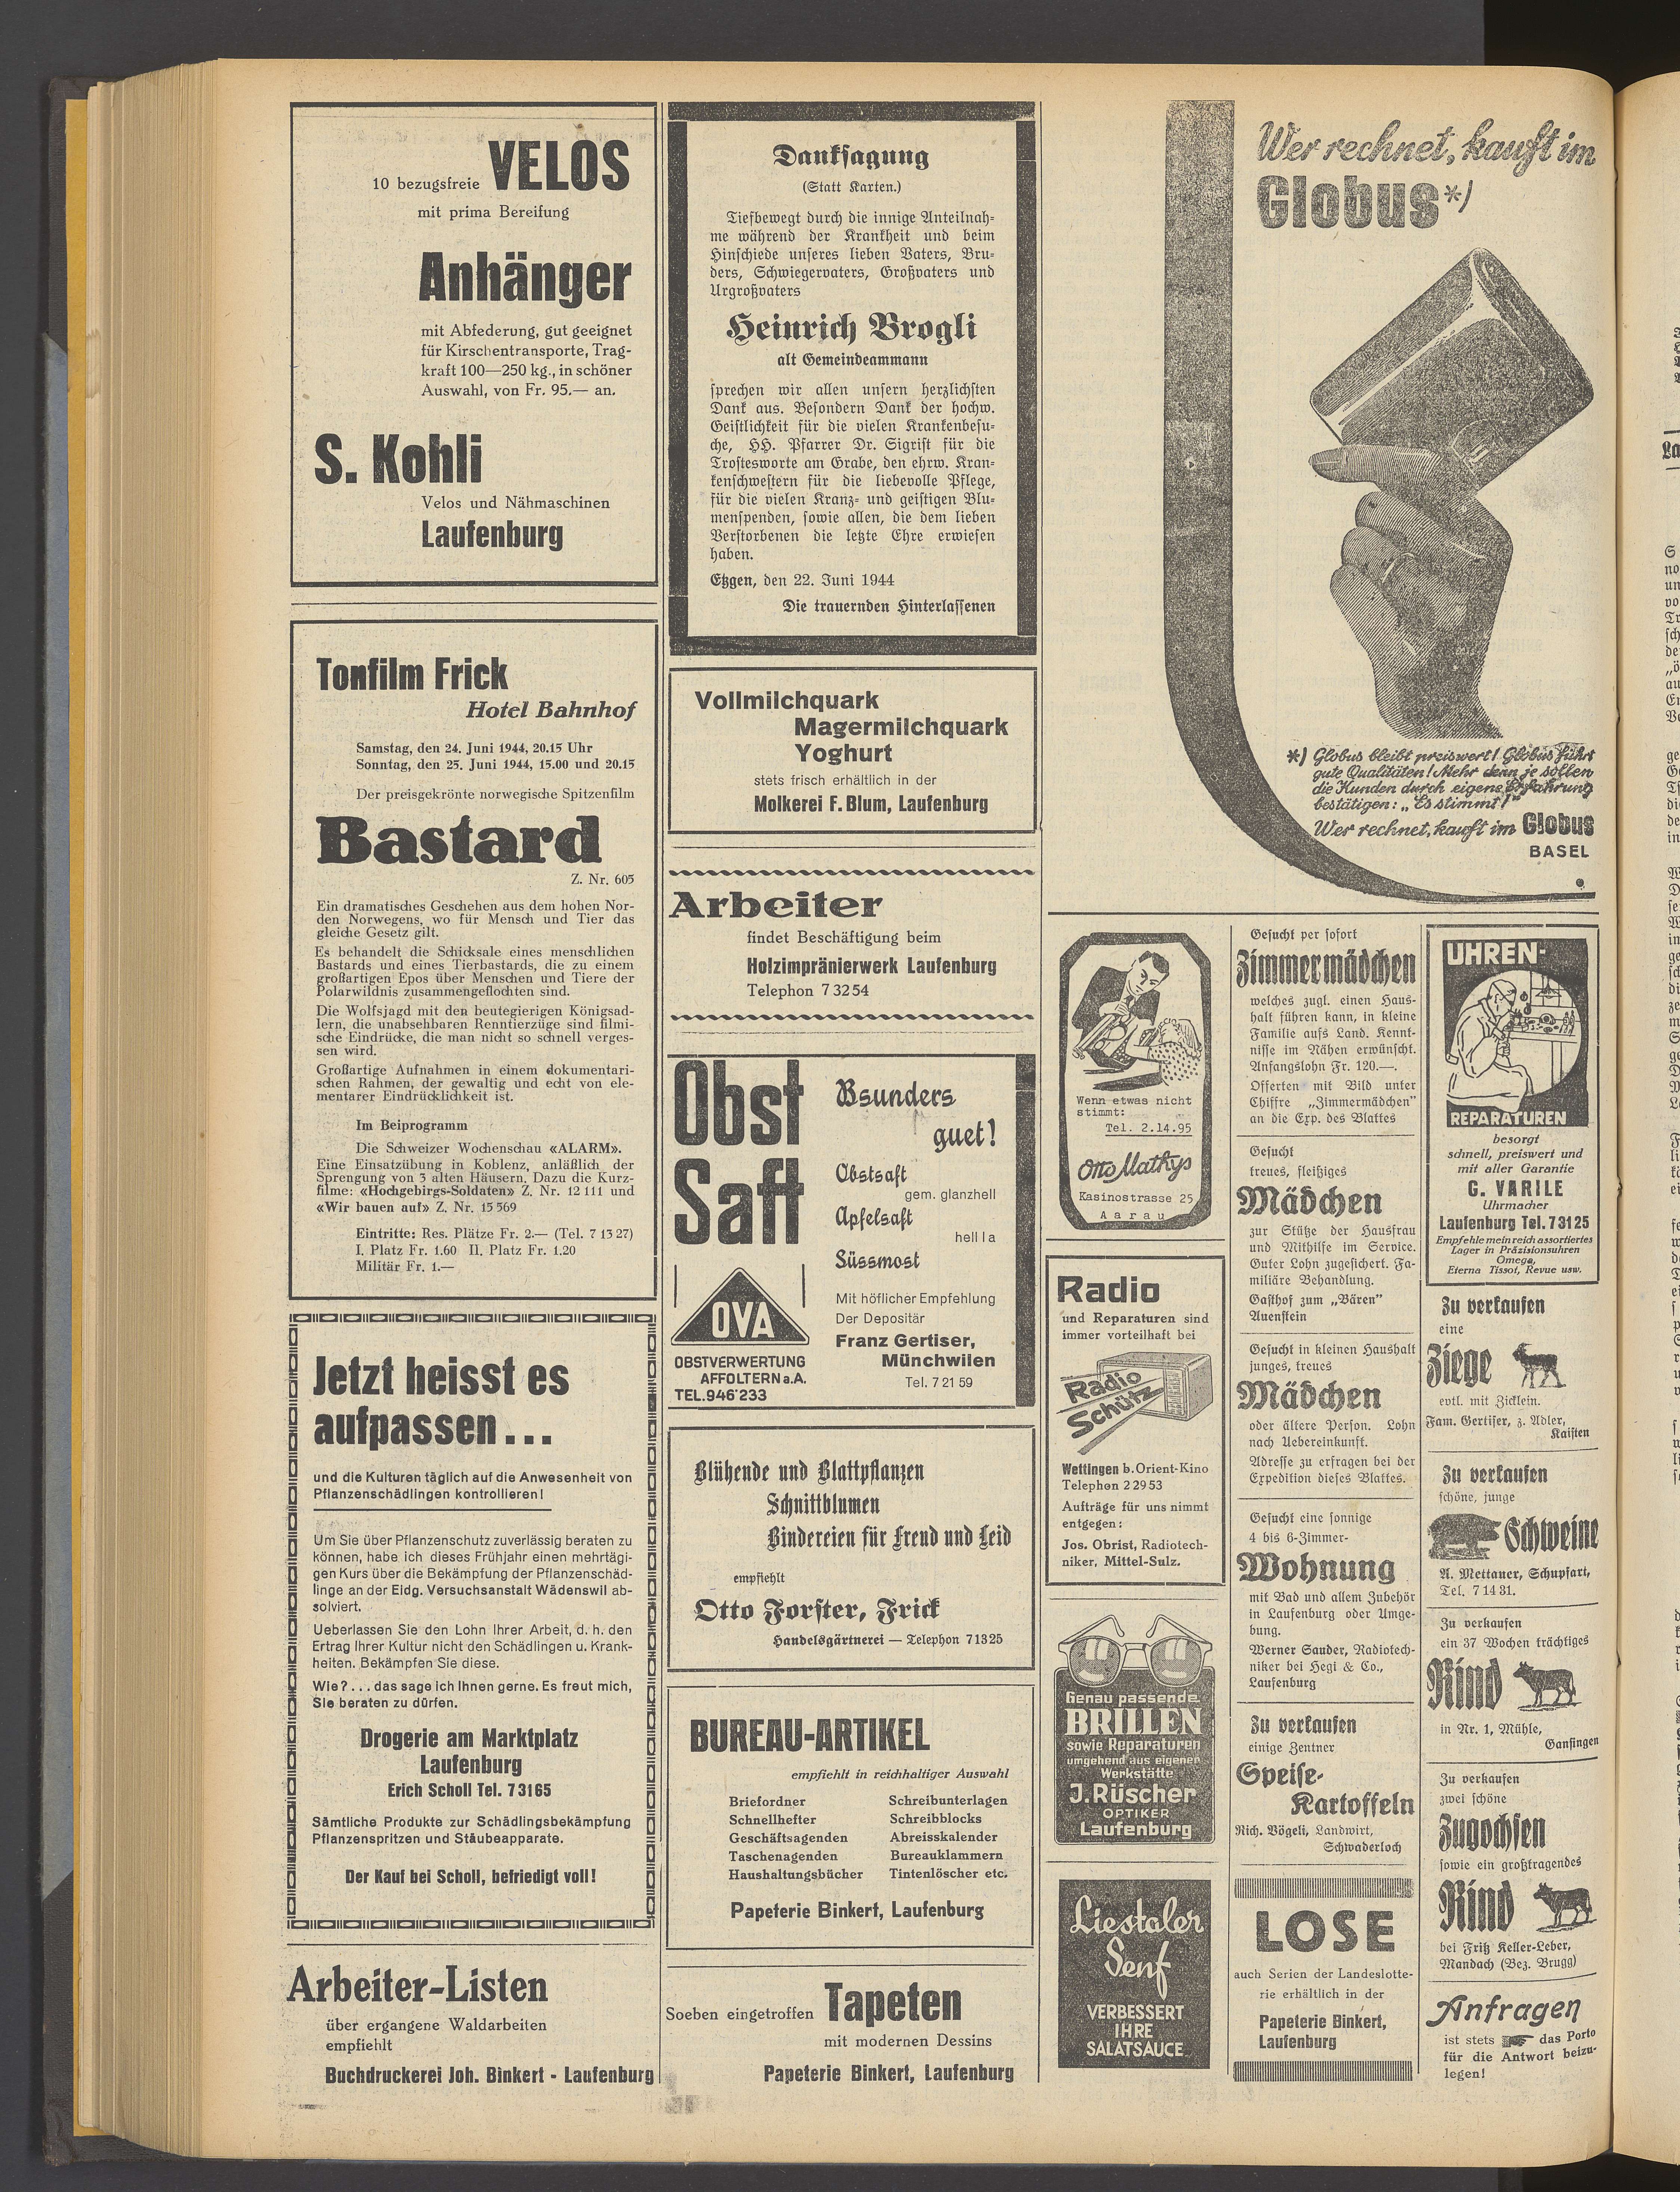 10 bezugsfreie VELOS
mit prima Bereifung
Anhänger
mit Abfederung, gut geeignet
für Kirschentransporte, Trag-
kraft 100—250 kg., in schöner
Auswahl, von Fr. 95.— an.
S. Kohli
Velos und Nähmaschinen
Laufenburg
Tonfilm Frick
Hotel Bahnhof
Samstag, den 24. Juni 1944, 20.15 Uhr
Sonntag, den 25. Juni 1944, 15.00 und 20.15
Der preisgekrönte norwegische Spitzenfilm
Bastard
Z. Nr. 605
Ein dramatisches Geschehen aus dem hohen Nor-
den Norwegens, wo für Mensch und Tier das
gleiche Gesetz gilt.
Es behandelt die Schicksale eines menschlichen
Bastards und eines Tierbastards, die zu einem
großartigen Epos über Menschen und Tiere der
Polarwildnis zusammengeflochten sind.
Die Wolfsjagd mit den beutegierigen Königsad-
lern, die unabsehbaren Renntierzüge sind filmi-
sche Eindrücke, die man nicht so schnell verges-
sen wird.
Großartige Aufnahmen in einem dokumentari-
schen Rahmen, der gewaltig und echt von ele-
mentarer Eindrücklichkeit ist.
Im Beiprogramm
Die Schweizer Wochenschau «ALARM».
Eine Einsatzübung in Koblenz, anläßlich der
Sprengung von 3 alten Häusern. Dazu die Kurz-
filme: «Hochgebirgs-Soldaten» Z. Nr. 12 111 und
«Wir bauen auf» Z. Nr. 15 569
Eintritte: Res. Plätze Fr. 2.— (Tel. 7 13 27)
I. Platz Fr. 1.60 II. Platz Fr. 1.20
Militär Fr. 1.—
Jetzt heisst es
aufpassen ...
und die Kulturen täglich auf die Anwesenheit von
Pflanzenschädlingen kontrollieren!
Um Sie über Pflanzenschutz zuverlässig beraten zu
können, habe ich dieses Frühjahr einen mehrtägi-
gen Kurs über die Bekämpfung der Pflanzenschäd-
linge an der Eidg. Versuchsanstalt Wädenswil ab-
solviert.
Ueberlassen Sie den Lohn Ihrer Arbeit, d. h. den
Ertrag Ihrer Kultur nicht den Schädlingen u. Krank-
heiten. Bekämpfen Sie diese.
Wie? ... das sage ich Ihnen gerne. Es freut mich,
Sie beraten zu dürfen.
Drogerie am Marktplatz
Laufenburg
Erich Scholl Tel. 7 31 65
Sämtliche Produkte zur Schädlingsbekämpfung
Pflanzenspritzen und Stäubeapparate.
Der Kauf bei Scholl, befriedigt voll!
Arbeiter-Listen
über ergangene Waldarbeiten
empfiehlt
Buchdruckerei Joh. Binkert - Laufenburg
Danksagung
(Statt Karten.)
Tiefbewegt durch die innige Anteilnah-
me während der Krankheit und beim
Hinschiede unseres lieben Vaters, Bru-
ders, Schwiegervaters, Großvaters und
Urgroßvaters
Heinrich Brogli
alt Gemeindeammann
sprechen wir allen unsern herzlichsten
Dank aus. Besondern Dank der hochw.
Geistlichkeit für die vielen Krankenbesu-
che, HH. Pfarrer Dr. Sigrist für die
Trostesworte am Grabe, den ehrw. Kran-
kenschwestern für die liebevolle Pflege,
für die vielen Kranz- und geistigen Blu-
menspenden, sowie allen, die dem lieben
Verstorbenen die letzte Ehre erwiesen
haben.
Etzgen, den 22. Juni 1944
Die trauernden Hinterlassenen
Vollmilchquark
Magermilchquark
Yoghurt
stets frisch erhältlich in der
Molkerei F. Blum, Laufenburg
Arbeiter
findet Beschäftigung beim
Holzimprägnierwerk Laufenburg
Telephon 7 32 54
Obst
Saft
OVA
OBSTVERWERTUNG
AFFOLTERN a.A.
TEL. 946'233
Bsunders
guet!
Obstsaft
gem. glanzhell
Apfelsaft
hell I a
Süssmost
Mit höflicher Empfehlung
Der Depositär
Franz Gertiser,
Münchwilen
Tel. 7 21 59
Blühende und Blattpflanzen
Schnittblumen
Bindereien für Freud und Leid
empfiehlt
Otto Forster, Frick
Handelsgärtnerei — Telephon 71325
BUREAU-ARTIKEL
empfiehlt in reichhaltiger Auswahl
Briefordner
Schnellhefter
Geschäftsagenden
Taschenagenden
Haushaltungsbücher
Schreibunterlagen
Schreibblocks
Abreisskalender
Bureauklammern
Tintenlöscher etc.
Papeterie Binkert, Laufenburg
Soeben eingetroffen Tapeten
mit modernen Dessins
Papeterie Binkert, Laufenburg
Wer rechnet, kauft im
Globus*)
*) Globus bleibt preiswert! Globus führt
gute Qualitäten! Mehr denn je sollen
die Kunden durch eigene Erfahrung
bestätigen: „Es stimmt!"
Wer rechnet, kauft im Globus
BASEL
Wenn etwas nicht
stimmt:
Tel. 2.14.95
Otto Mathys
Kasinostrasse 25
Aarau
Radio
und Reparaturen sind
immer vorteilhaft bei
Radio
Schütz
Wettingen b. Orient-Kino
Telephon 2 29 53
Aufträge für uns nimmt
entgegen:
Jos. Obrist, Radiotech-
niker, Mittel-Sulz.
Genau passende
BRILLEN
sowie Reparaturen
umgehend aus eigener
Werkstätte
J. Rüscher
OPTIKER
Laufenburg
Liestaler
Senf
VERBESSERT
IHRE
SALATSAUCE
Gesucht per sofort
Zimmermädchen
welches zugl. einen Haus-
halt führen kann, in kleine
Familie aufs Land. Kennt-
nisse im Nähen erwünscht.
Anfangslohn Fr. 120.—.
Offerten mit Bild unter
Chiffre „Zimmermädchen"
an die Exp. des Blattes
Gesucht
treues, fleißiges
Mädchen
zur Stütze der Hausfrau
und Mithilfe im Service.
Guter Lohn zugesichert. Fa-
miliäre Behandlung.
Gasthof zum „Bären"
Auenstein
Gesucht in kleinen Haushalt
junges, treues
Mädchen
oder ältere Person. Lohn
nach Uebereinkunft.
Adresse zu erfragen bei der
Expedition dieses Blattes.
Gesucht eine sonnige
4 bis 6-Zimmer-
Wohnung
mit Bad und allem Zubehör
in Laufenburg oder Umge-
bung.
Werner Sauder, Radiotech-
niker bei Hegi & Co.,
Laufenburg
Zu verkaufen
einige Zentner
Speise-
Kartoffeln
Rich. Vögeli, Landwirt,
Schwaderloch
LOSE
auch Serien der Landeslotte-
rie erhältlich in der
Papeterie Binkert,
Laufenburg
UHREN-
REPARATUREN
besorgt
schnell, preiswert und
mit aller Garantie
G. VARILE
Uhrmacher
Laufenburg Tel. 7 31 25
Empfehle mein reich assortiertes
Lager in Präzisionsuhren
Omega,
Eterna Tissot, Revue usw.
Zu verkaufen
eine
Ziege
evtl. mit Zicklein.
Fam. Gertiser, z. Adler,
Kaisten
Zu verkaufen
schöne, junge
Schweine
A. Mettauer, Schupfart,
Tel. 7 14 31.
Zu verkaufen
ein 37 Wochen trächtiges
Rind
in Nr. 1, Mühle,
Gansingen
Zu verkaufen
zwei schöne
Zugochsen
sowie ein großtragendes
Rind
bei Fritz Keller-Leber,
Mandach (Bez. Brugg)
Anfragen
ist stets das Porto
für die Antwort beizu-
legen!